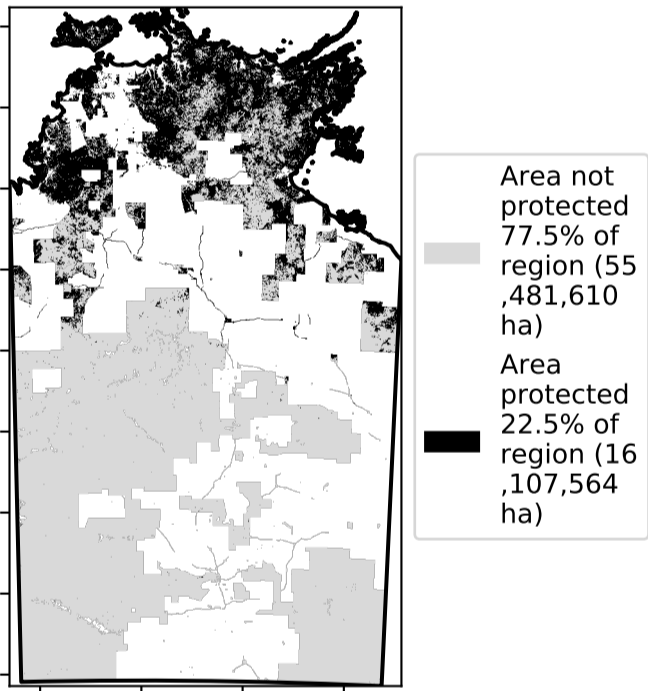 Area not
protected
77.5% of
region (55
,481,610
ha)
Area
protected
22.5% of
region (16
,107,564
ha)